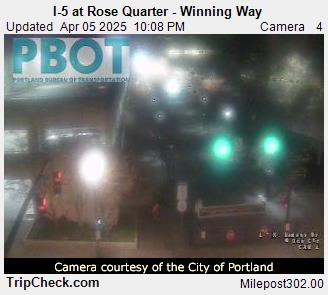 I-5 at Rose Quarter - Winning Way
Updated Apr 05 2025 10:08 PM Camera 4
PBOT
PORTLAND BUREAU OF TRANSPORTATION
Camera courtesy of the City of Portland
TripCheck.com Milepost302.00